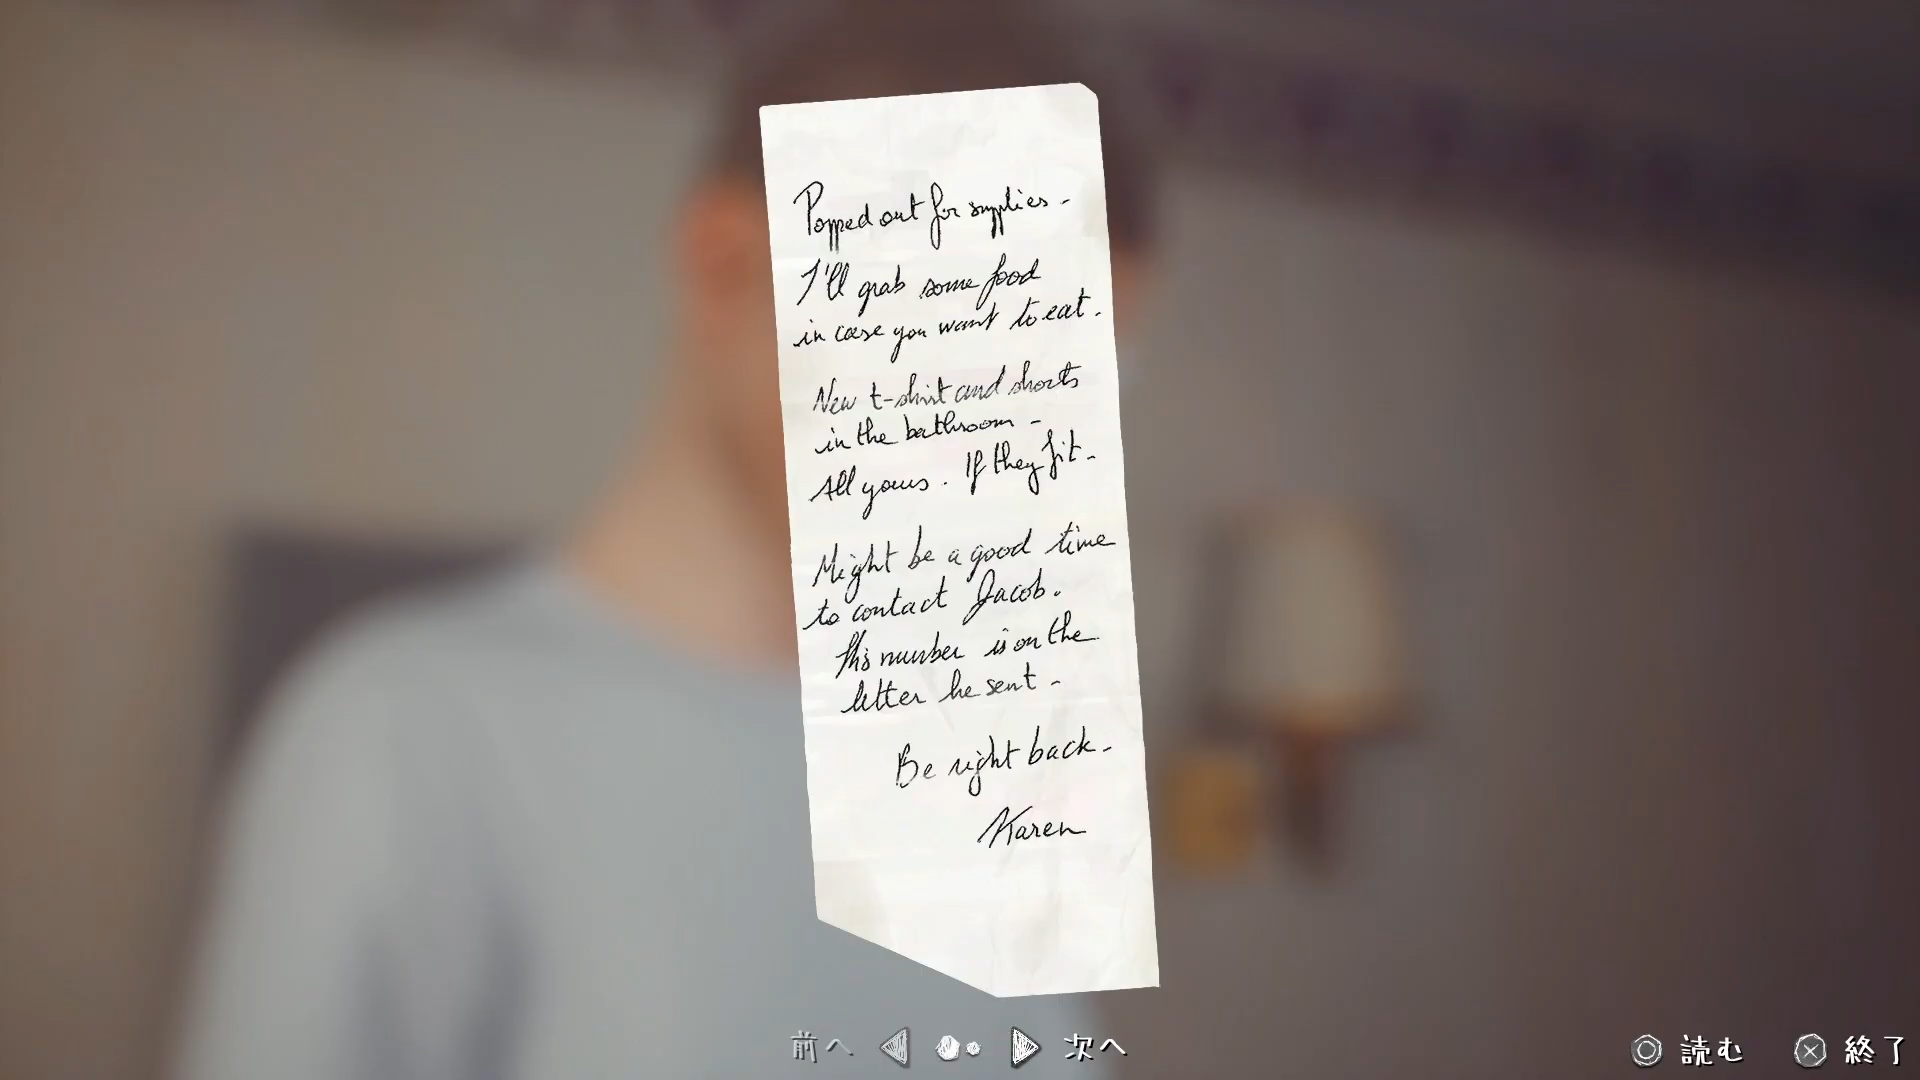 Popped out for supplies.
I'll grab some food
in case you want to eat.
New t-shirt and shorts
in the bathroom.
All yours. If they fit.
Might be a good time
to contact Jacob.
His number is on the
letter he sent.
Be right back.
Karen
前へ 次へ
読む 終了